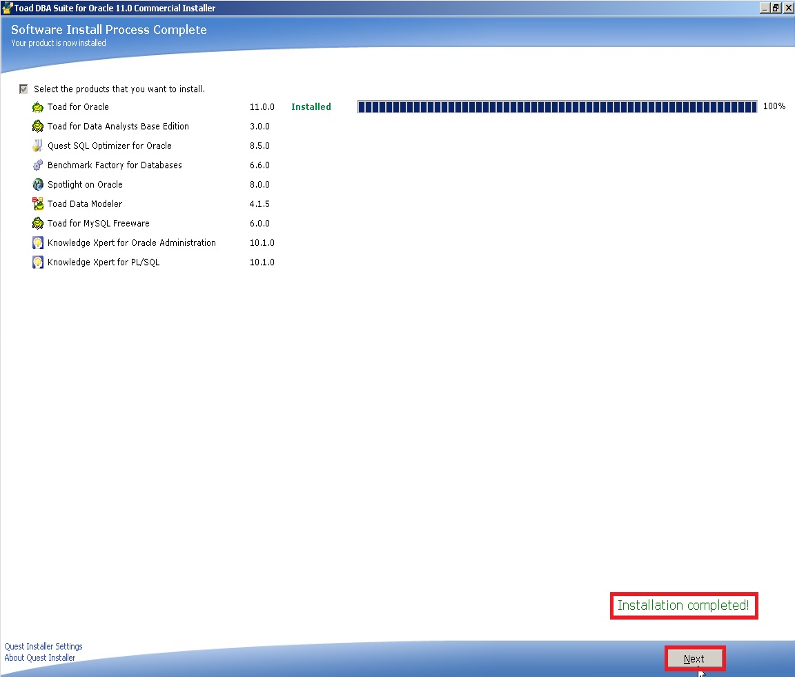 Toad DBA Suite for Oracle 11.0 Commercial Installer
Software Install Process Complete
Your product is now installed
Select the products that you want to install.
Toad for Oracle 11.0.0 Installed 100%
Toad for Data Analysts Base Edition 3.0.0
Quest SQL Optimizer for Oracle 8.5.0
Benchmark Factory for Databases 6.6.0
Spotlight on Oracle 8.0.0
Toad Data Modeler 4.1.5
Toad for MySQL Freeware 6.0.0
Knowledge Xpert for Oracle Administration 10.1.0
Knowledge Xpert for PL/SQL 10.1.0
Installation completed!
Quest Installer Settings
About Quest Installer
Next